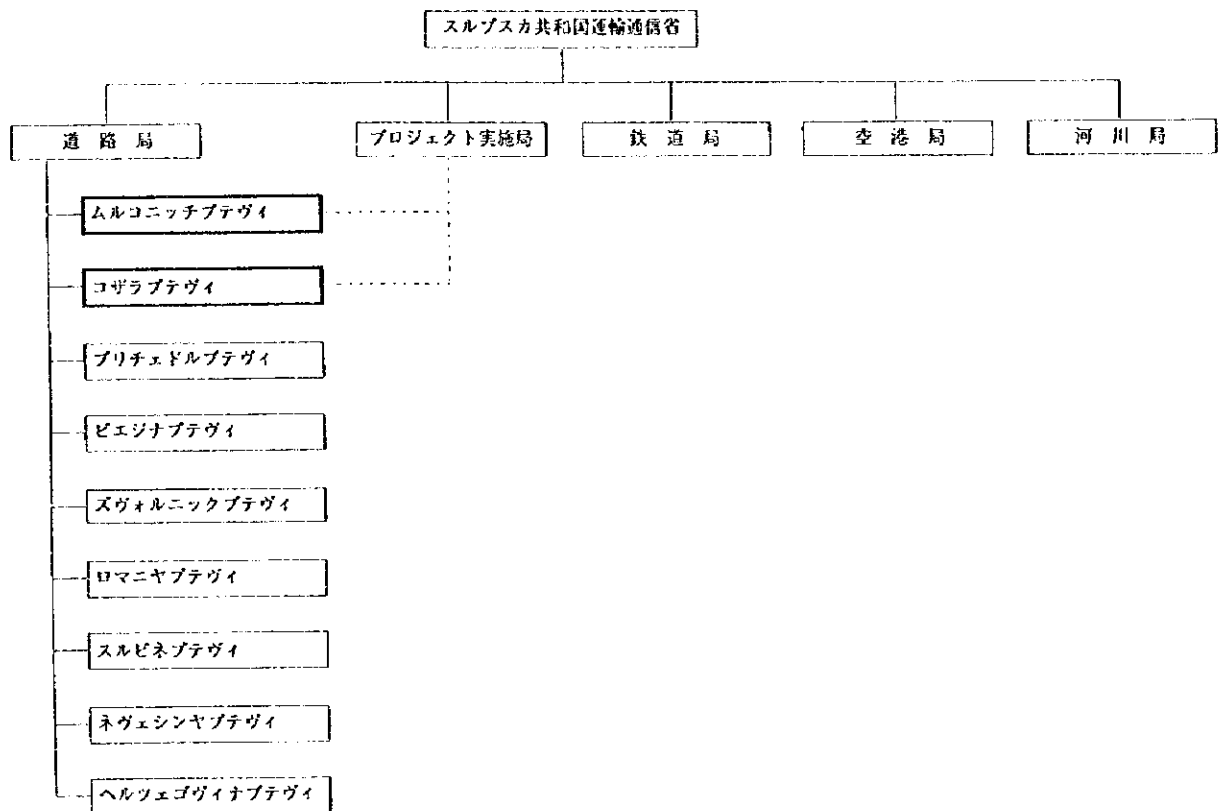 スルプスカ共和国運輸通信省
道路局
プロジェクト実施局
鉄道局
空港局
河川局
ムルコニッチプテヴィ
コザラプテヴィ
プリチェドルプテヴィ
ビエジナプテヴィ
ズヴォルニックプテヴィ
ロマニヤプテヴィ
スルビネプテヴィ
ネヴェシンヤプテヴィ
ヘルツェゴヴィナプテヴィ